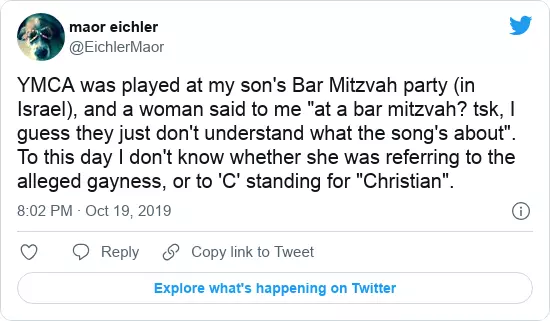 maor eichler
@EichlerMaor
YMCA was played at my son's Bar Mitzvah party (in
Israel), and a woman said to me "at a bar mitzvah? tsk, I
guess they just don't understand what the song's about".
To this day I don't know whether she was referring to the
alleged gayness, or to 'C' standing for "Christian".
8:02 PM · Oct 19, 2019
Reply
Copy link to Tweet
Explore what's happening on Twitter